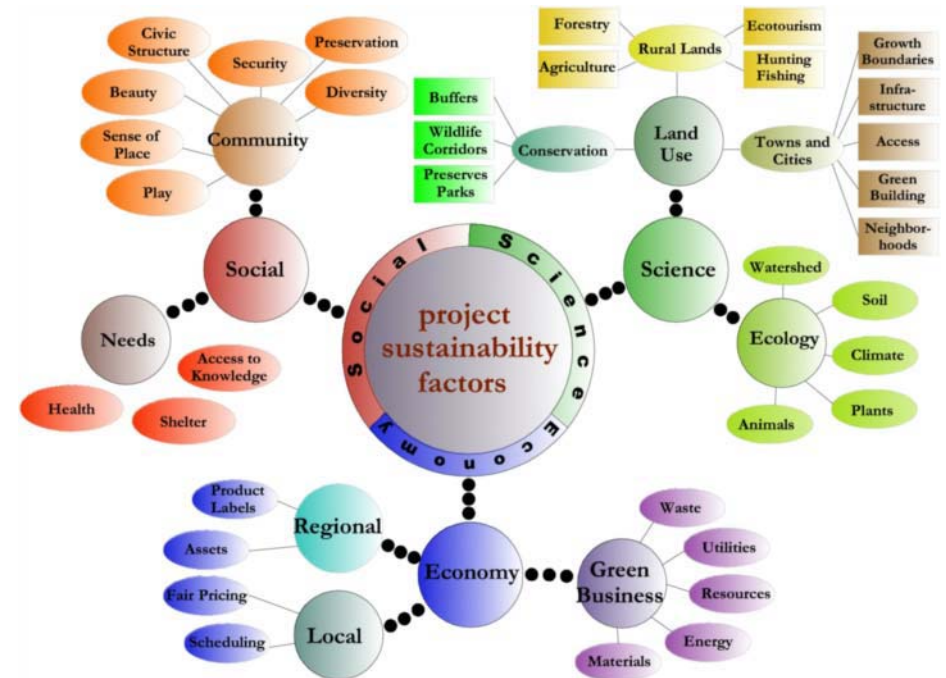 Civic
Structure
Preservation
Security
Beauty
Diversity
Community
Sense of
Place
Play
Social
Needs
Access to
Knowledge
Health
Shelter
Forestry
Ecotourism
Rural Lands
Agriculture
Hunting
Fishing
Buffers
Wildlife
Corridors
Preserves
Parks
Conservation
Land
Use
Towns and
Cities
Growth
Boundaries
Infra-
structure
Access
Green
Building
Neighbor-
hoods
Science
Watershed
Soil
Ecology
Climate
Plants
Animals
Social
Science
Economy
project
sustainability
factors
Product
Labels
Regional
Assets
Fair Pricing
Scheduling
Local
Economy
Green
Business
Waste
Utilities
Resources
Energy
Materials